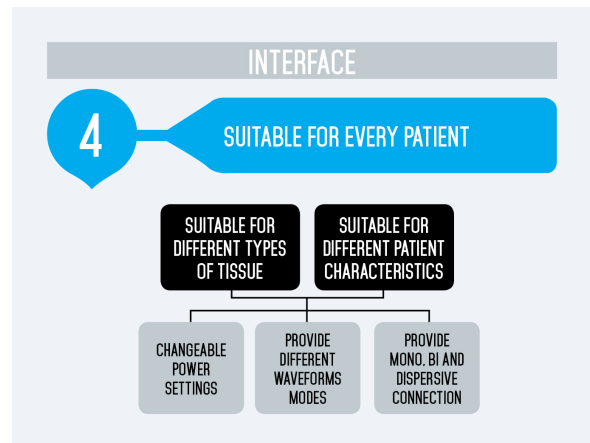 INTERFACE
4
SUITABLE FOR EVERY PATIENT
SUITABLE FOR
DIFFERENT TYPES
OF TISSUE
SUITABLE FOR
DIFFERENT PATIENT
CHARACTERISTICS
CHANGEABLE
POWER
SETTINGS
PROVIDE
DIFFERENT
WAVEFORMS
MODES
PROVIDE
MONO, BI AND
DISPERSIVE
CONNECTION